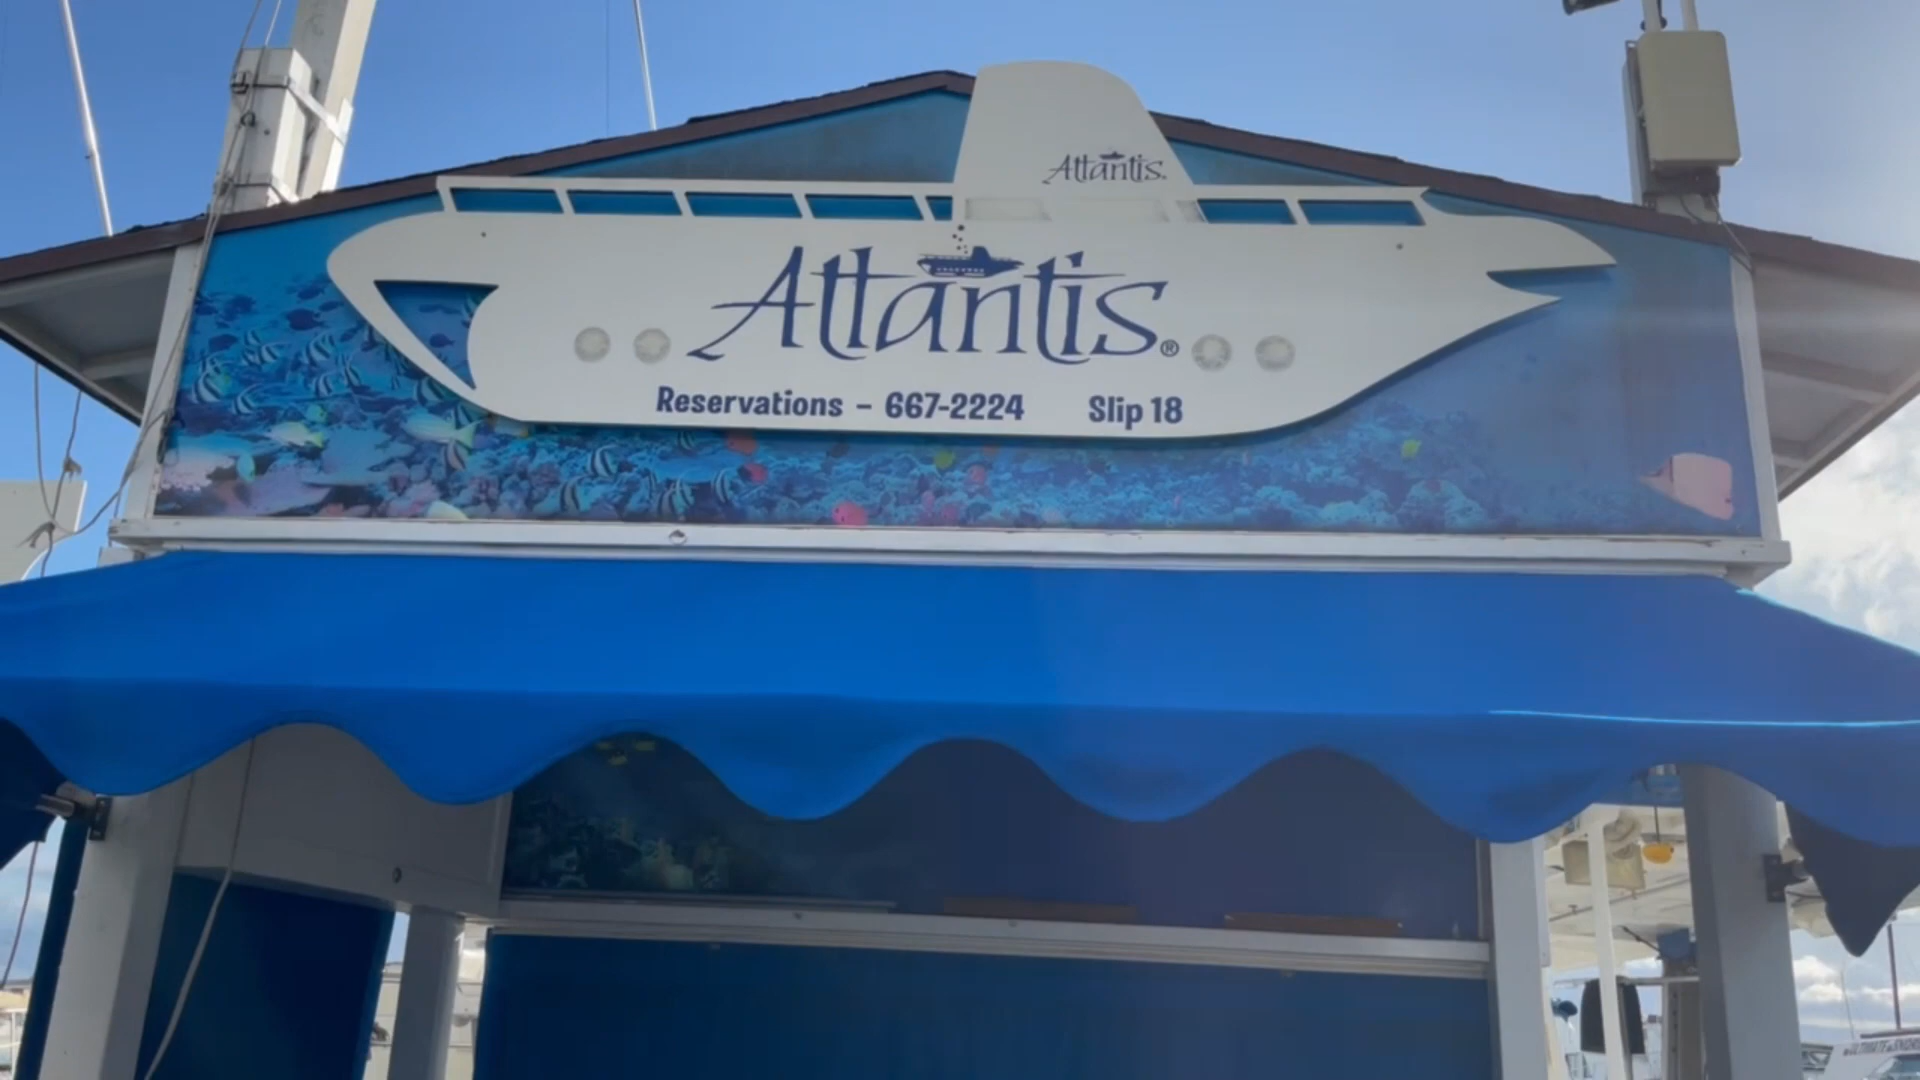 Atlantis.
Atlantis®
Reservations – 667-2224 Slip 18